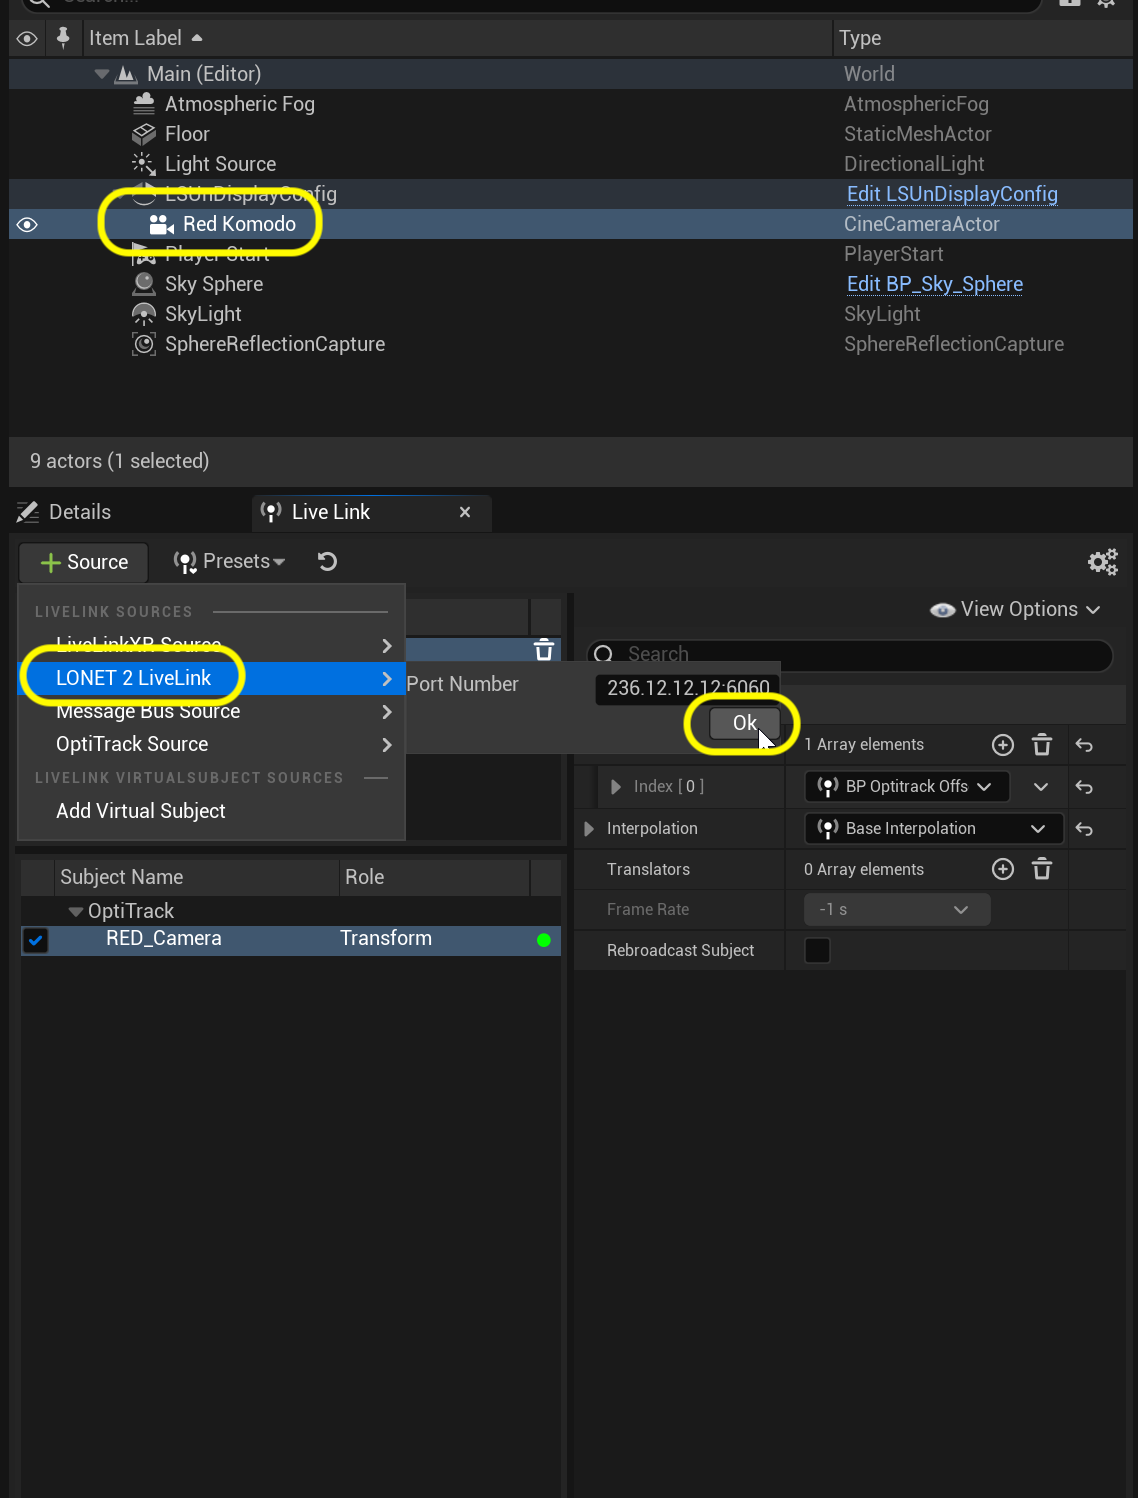 Search...
Item Label
Type
Main (Editor)
World
Atmospheric Fog
AtmosphericFog
Floor
StaticMeshActor
Light Source
DirectionalLight
LSUnDisplayConfig
Edit LSUnDisplayConfig
Red Komodo
CineCameraActor
Player Start
PlayerStart
Sky Sphere
Edit BP_Sky_Sphere
SkyLight
SkyLight
SphereReflectionCapture
SphereReflectionCapture
9 actors (1 selected)
Details
Live Link
Source
Presets
LIVELINK SOURCES
View Options
LiveLinkXR Source
Search
LONET 2 LiveLink
Port Number
236.12.12.12:6060
Message Bus Source
Ok
OptiTrack Source
1 Array elements
LIVELINK VIRTUALSUBJECT SOURCES
Index [ 0 ]
BP Optitrack Offs
Add Virtual Subject
Interpolation
Base Interpolation
Translators
0 Array elements
Subject Name
Role
OptiTrack
Frame Rate
-1 s
RED_Camera
Transform
Rebroadcast Subject